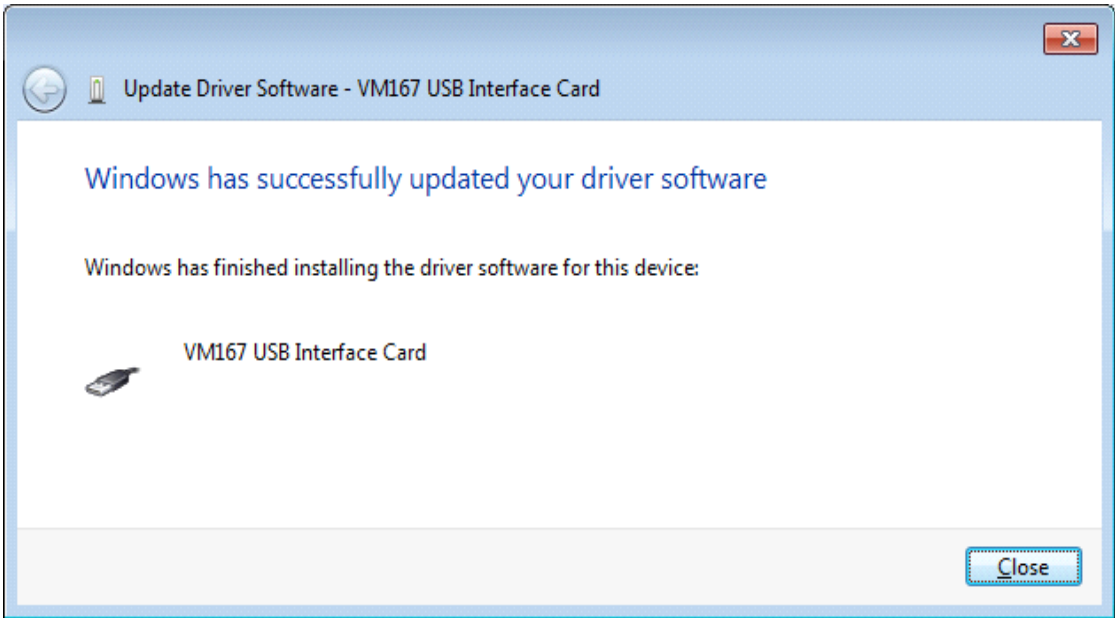 Update Driver Software - VM167 USB Interface Card
Windows has successfully updated your driver software
Windows has finished installing the driver software for this device:
VM167 USB Interface Card
Close